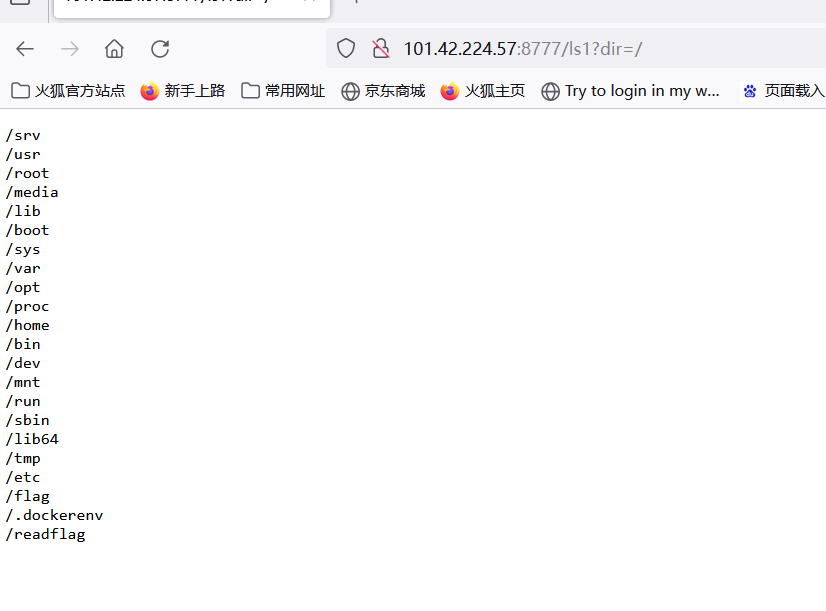 101.42.224.57:8777/ls1?dir=/
火狐官方站点 新手上路 常用网址 京东商城 火狐主页 Try to login in my w... 页面载入
/srv
/usr
/root
/media
/lib
/boot
/sys
/var
/opt
/proc
/home
/bin
/dev
/mnt
/run
/sbin
/lib64
/tmp
/etc
/flag
/.dockerenv
/readflag